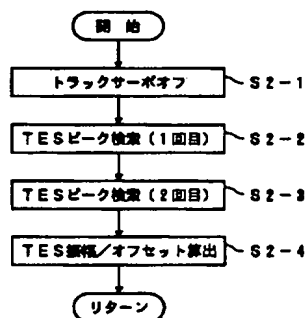 開始
トラックサーボオフ S2-1
TESピーク検索(1回目) S2-2
TESピーク検索(2回目) S2-3
TES振幅/オフセット算出 S2-4
リターン